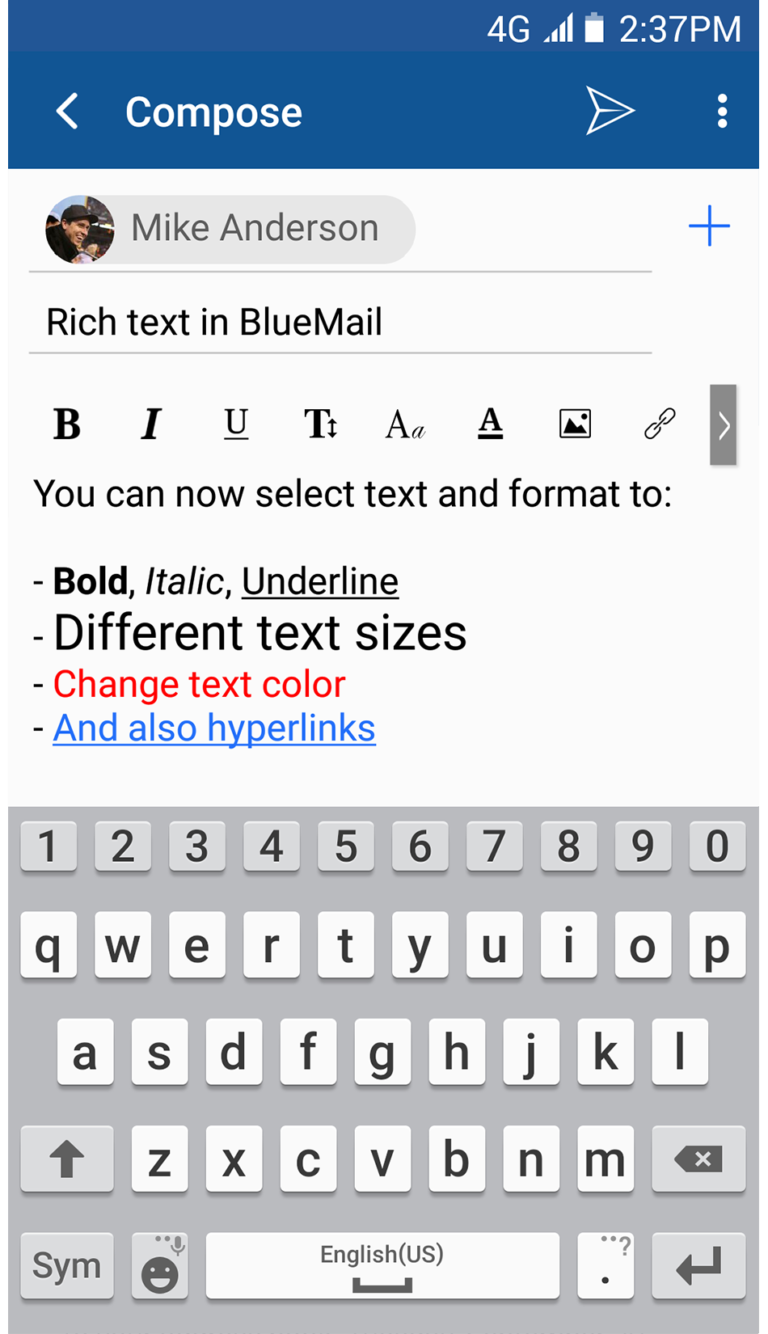 4G 2:37PM
Compose
Mike Anderson
Rich text in BlueMail
B I U T Aa A
You can now select text and format to:
- Bold, Italic, Underline
- Different text sizes
- Change text color
- And also hyperlinks
1 2 3 4 5 6 7 8 9 0
q w e r t y u i o p
a s d f g h j k l
z x c v b n m
Sym English(US) . ?